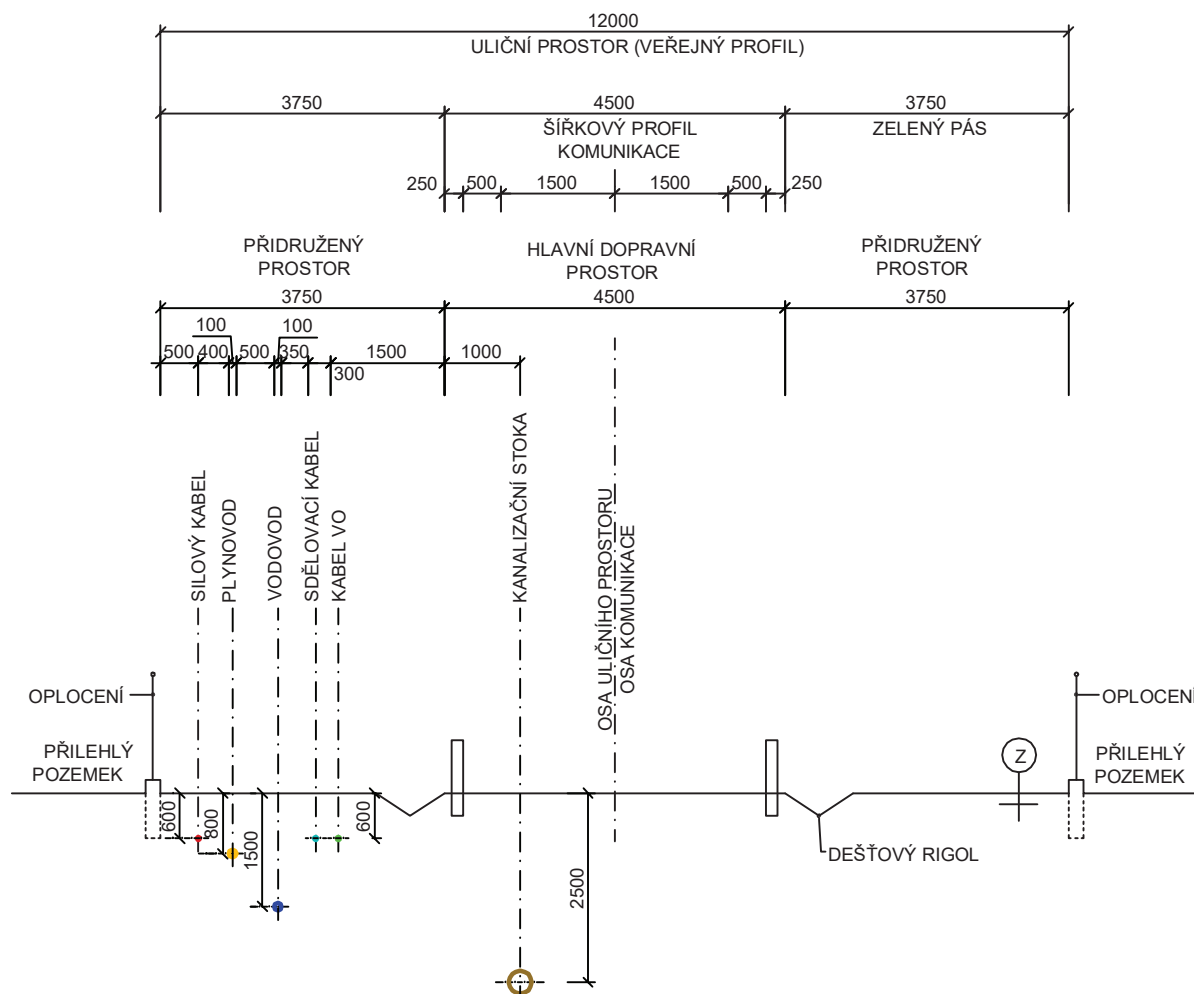 12000
ULIČNÍ PROSTOR (VEŘEJNÝ PROFIL)
3750
4500
3750
ŠÍŘKOVÝ PROFIL
KOMUNIKACE
ZELENÝ PÁS
250
500
1500
1500
500
250
PŘIDRUŽENÝ
PROSTOR
HLAVNÍ DOPRAVNÍ
PROSTOR
PŘIDRUŽENÝ
PROSTOR
3750
4500
3750
100
100
500
400
500
350
300
1500
1000
SILOVÝ KABEL
PLYNOVOD
VODOVOD
SDĚLOVACÍ KABEL
KABEL VO
KANALIZAČNÍ STOKA
OSA ULIČNÍHO PROSTORU
OSA KOMUNIKACE
OPLOCENÍ
OPLOCENÍ
PŘILEHLÝ
POZEMEK
Z
PŘILEHLÝ
POZEMEK
600
800
1500
600
2500
DEŠŤOVÝ RIGOL